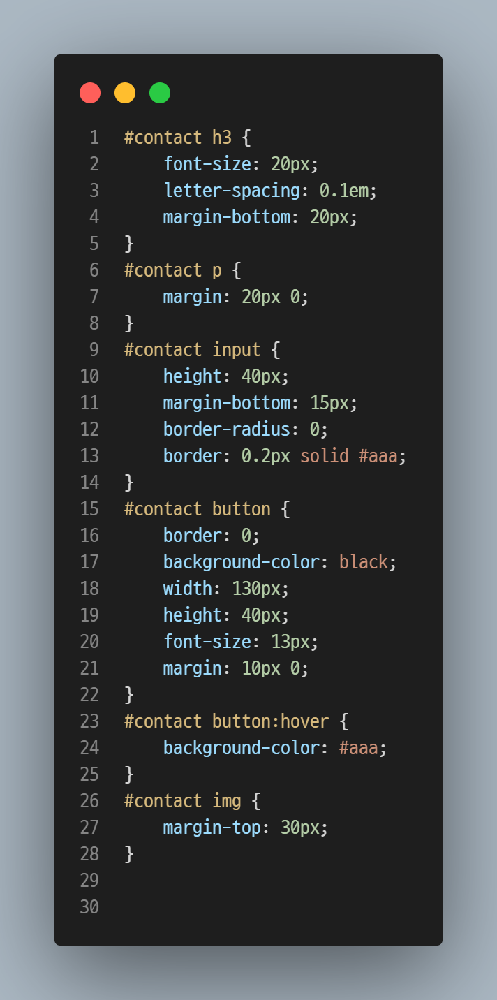 1 #contact h3 {
2     font-size: 20px;
3     letter-spacing: 0.1em;
4     margin-bottom: 20px;
5 }
6 #contact p {
7     margin: 20px 0;
8 }
9 #contact input {
10     height: 40px;
11     margin-bottom: 15px;
12     border-radius: 0;
13     border: 0.2px solid #aaa;
14 }
15 #contact button {
16     border: 0;
17     background-color: black;
18     width: 130px;
19     height: 40px;
20     font-size: 13px;
21     margin: 10px 0;
22 }
23 #contact button:hover {
24     background-color: #aaa;
25 }
26 #contact img {
27     margin-top: 30px;
28 }
29
30